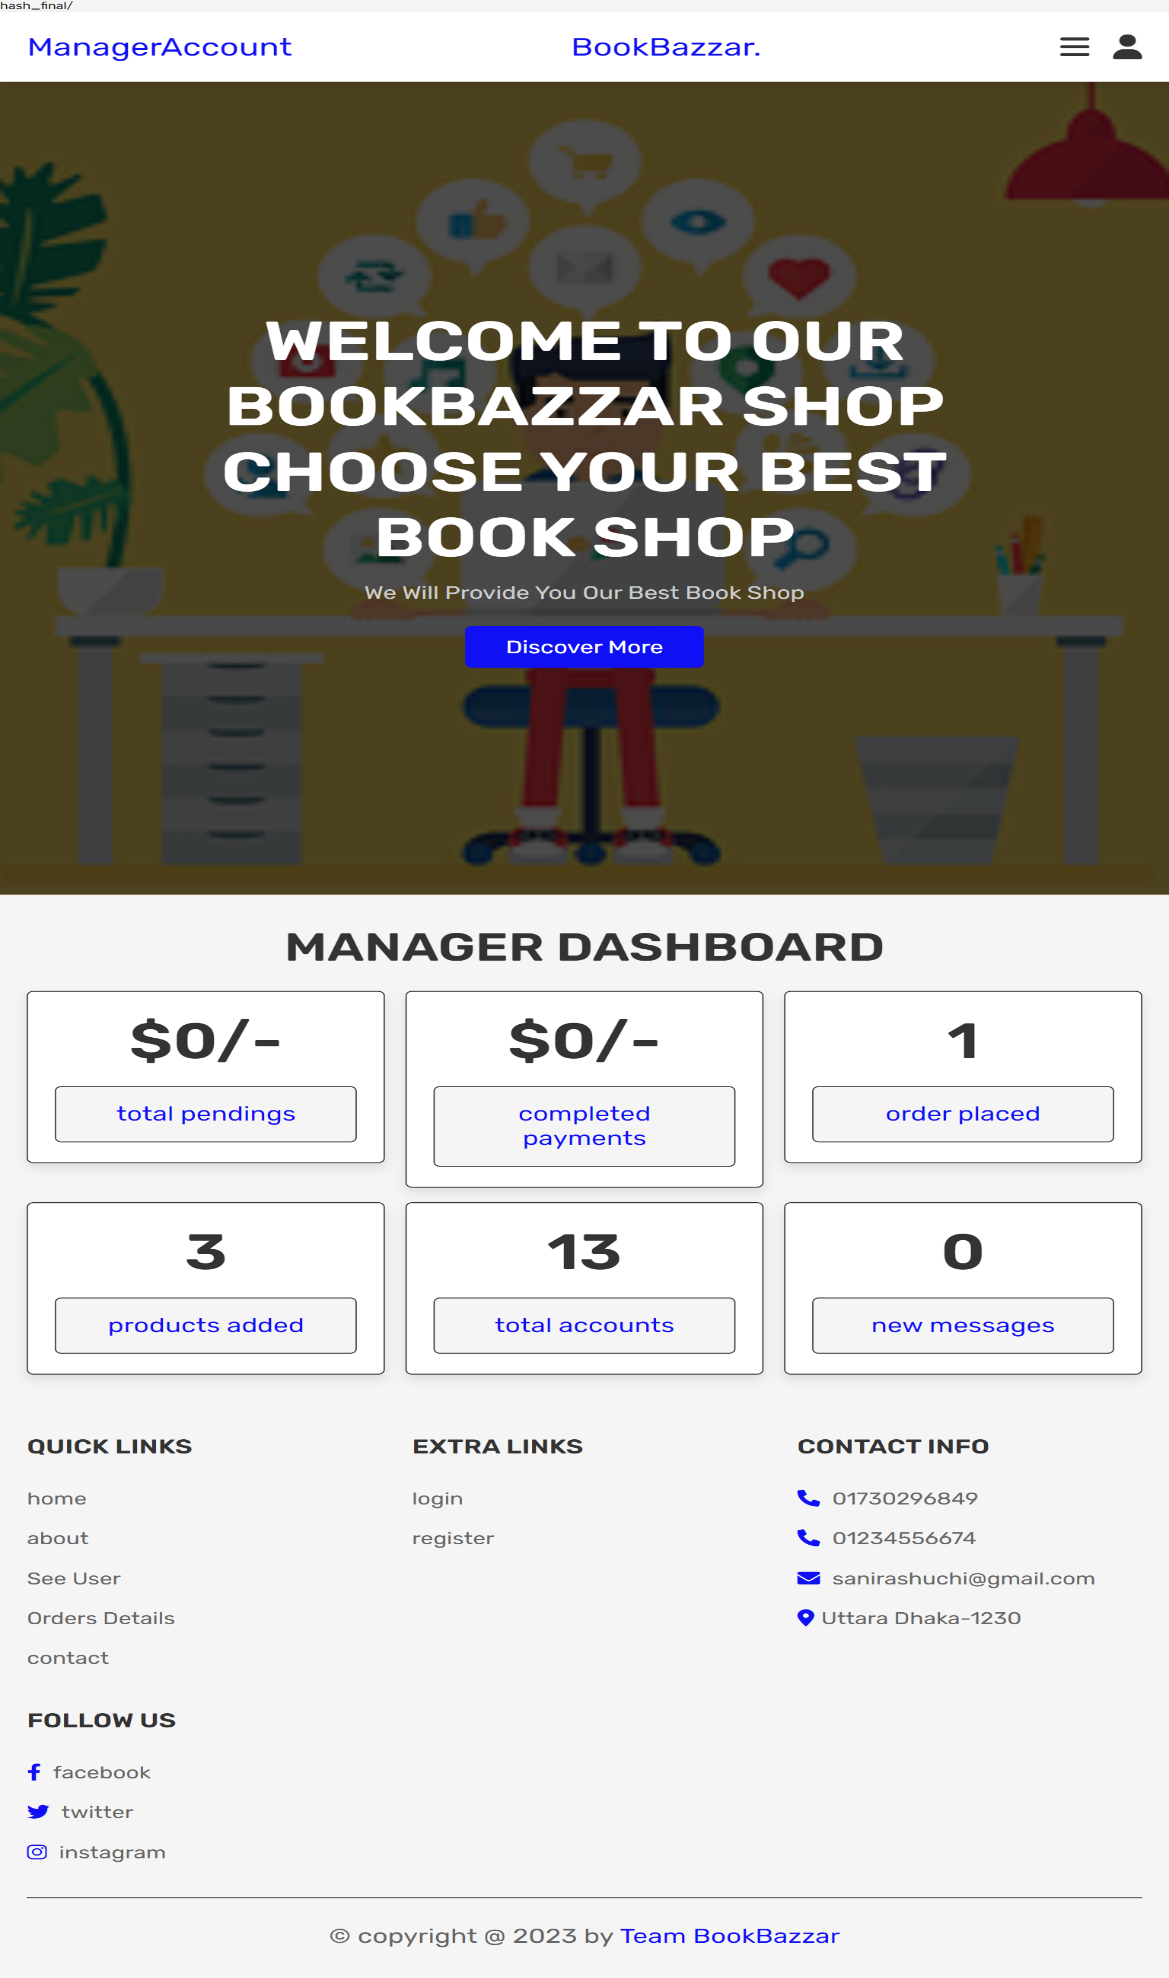 hash_final/
ManagerAccount
BookBazzar.
WELCOME TO OUR
BOOKBAZZAR SHOP
CHOOSE YOUR BEST
BOOK SHOP
We Will Provide You Our Best Book Shop
Discover More
MANAGER DASHBOARD
$0/-
total pendings
$0/-
completed
payments
1
order placed
3
products added
13
total accounts
0
new messages
QUICK LINKS
home
about
See User
Orders Details
contact
EXTRA LINKS
login
register
CONTACT INFO
01730296849
01234556674
sanirashuchi@gmail.com
Uttara Dhaka-1230
FOLLOW US
facebook
twitter
instagram
© copyright @ 2023 by Team BookBazzar